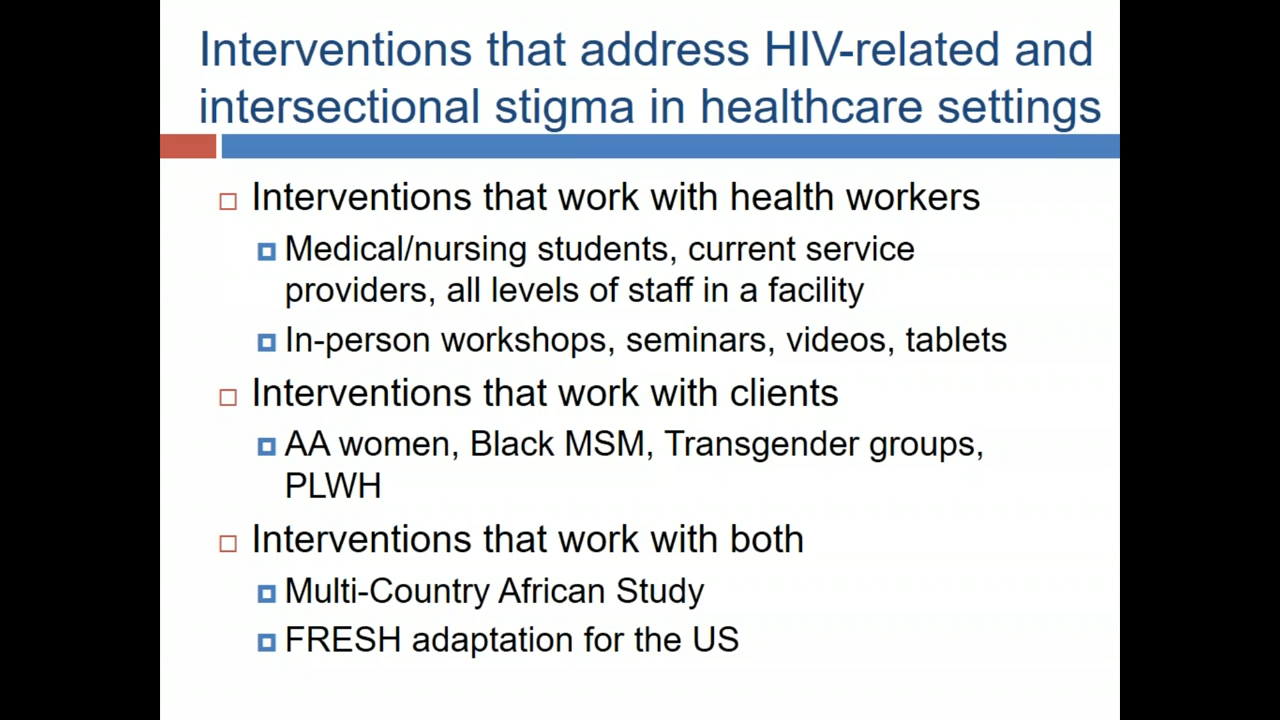 Interventions that address HIV-related and
intersectional stigma in healthcare settings
Interventions that work with health workers
Medical/nursing students, current service
providers, all levels of staff in a facility
In-person workshops, seminars, videos, tablets
Interventions that work with clients
AA women, Black MSM, Transgender groups,
PLWH
Interventions that work with both
Multi-Country African Study
FRESH adaptation for the US